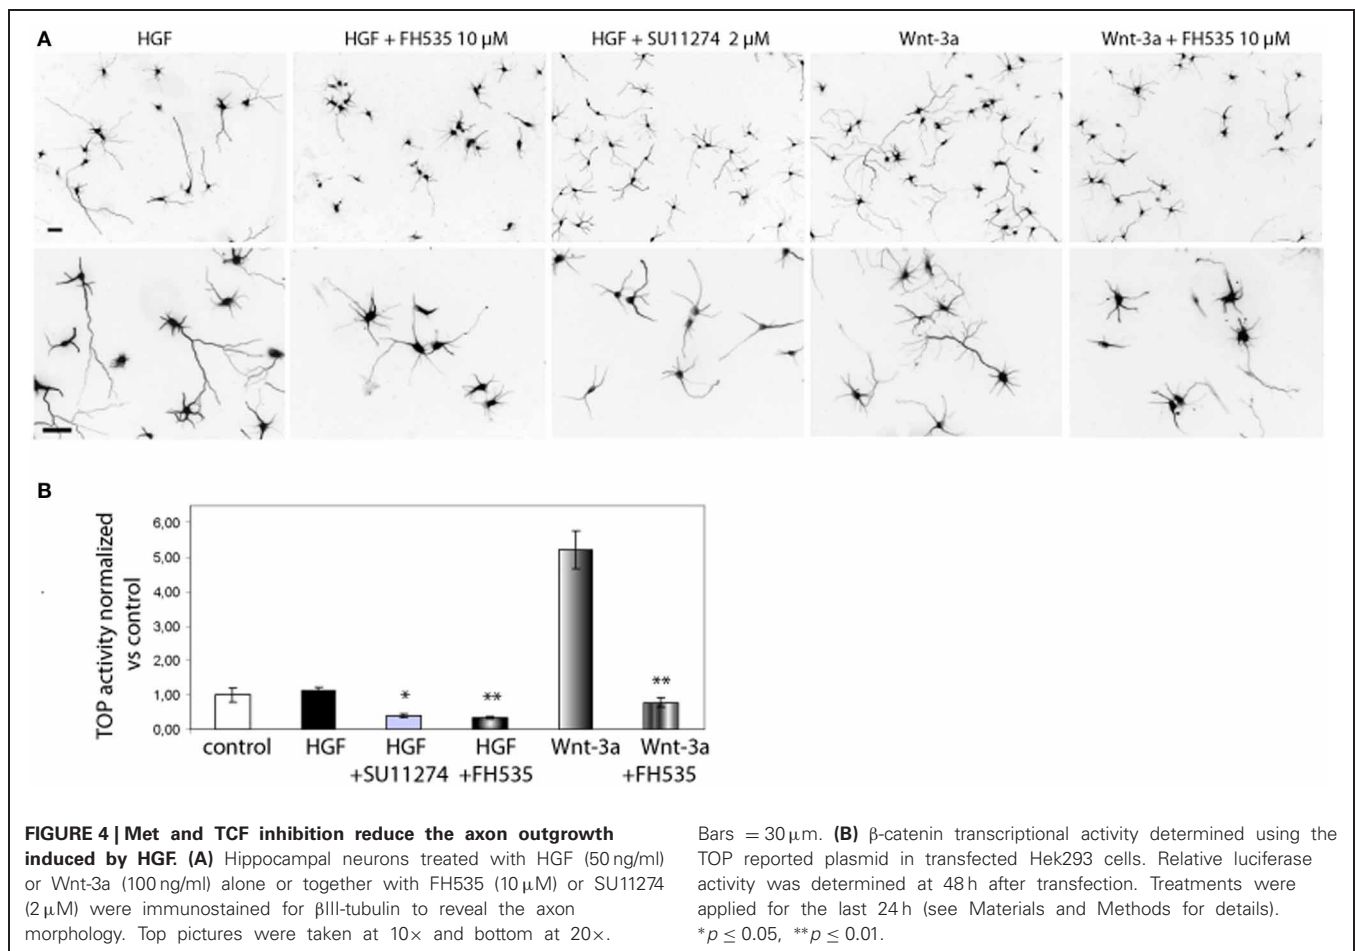 A
HGF
HGF + FH535 10 µM
HGF + SU11274 2 µM
Wnt-3a
Wnt-3a + FH535 10 µM
B
TOP activity normalized
vs control
6,00
5,00
4,00
3,00
2,00
1,00
0,00
*
**
**
control
HGF
HGF
+SU11274
HGF
+FH535
Wnt-3a
Wnt-3a
+FH535
FIGURE 4 | Met and TCF inhibition reduce the axon outgrowth
induced by HGF. (A) Hippocampal neurons treated with HGF (50 ng/ml)
or Wnt-3a (100 ng/ml) alone or together with FH535 (10 µM) or SU11274
(2 µM) were immunostained for βIII-tubulin to reveal the axon
morphology. Top pictures were taken at 10× and bottom at 20×.
Bars = 30 µm. (B) β-catenin transcriptional activity determined using the
TOP reported plasmid in transfected Hek293 cells. Relative luciferase
activity was determined at 48 h after transfection. Treatments were
applied for the last 24 h (see Materials and Methods for details).
*p ≤ 0.05, **p ≤ 0.01.